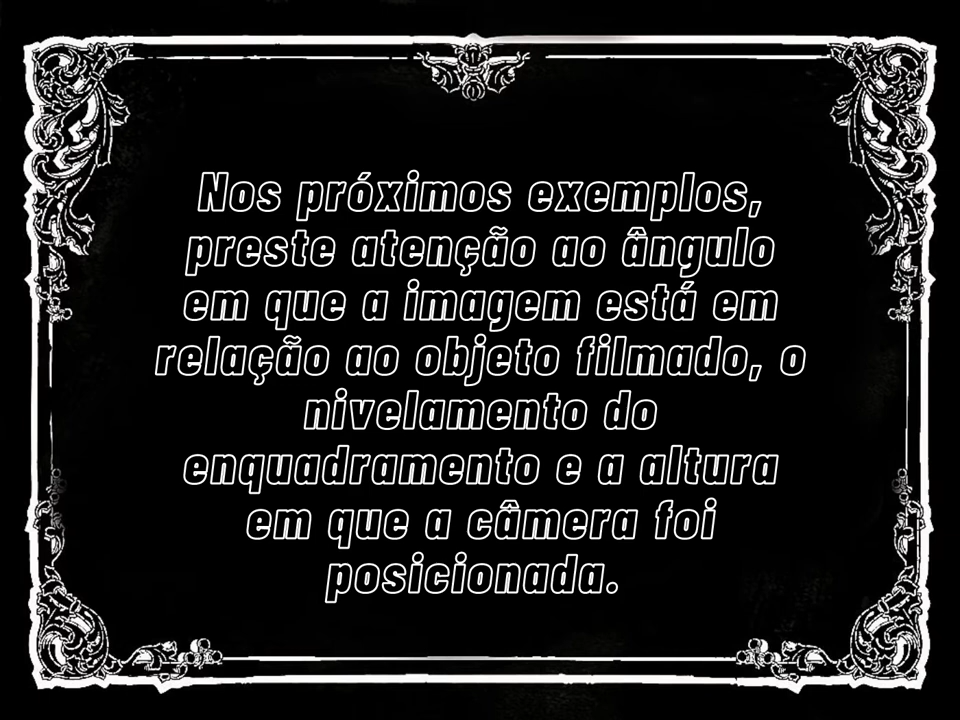 Nos próximos exemplos,
preste atenção ao ângulo
em que a imagem está em
relação ao objeto filmado, o
nivelamento do
enquadramento e a altura
em que a câmera foi
posicionada.